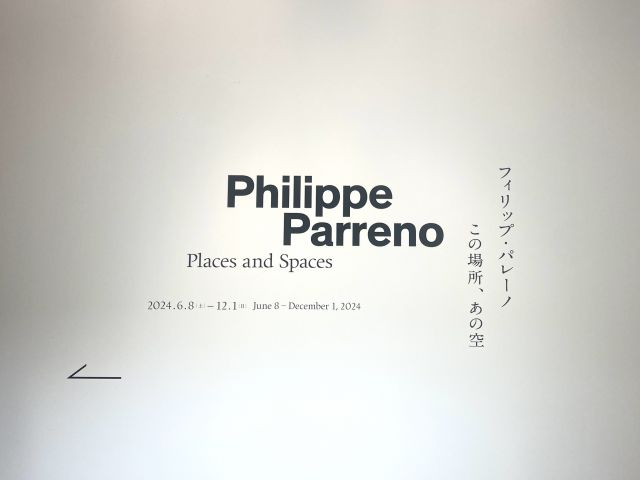 Philippe
Parreno
Places and Spaces
2024.6.8(土)–12.1(日) June 8 – December 1, 2024
フィリップ・パレーノ
この場所、あの空